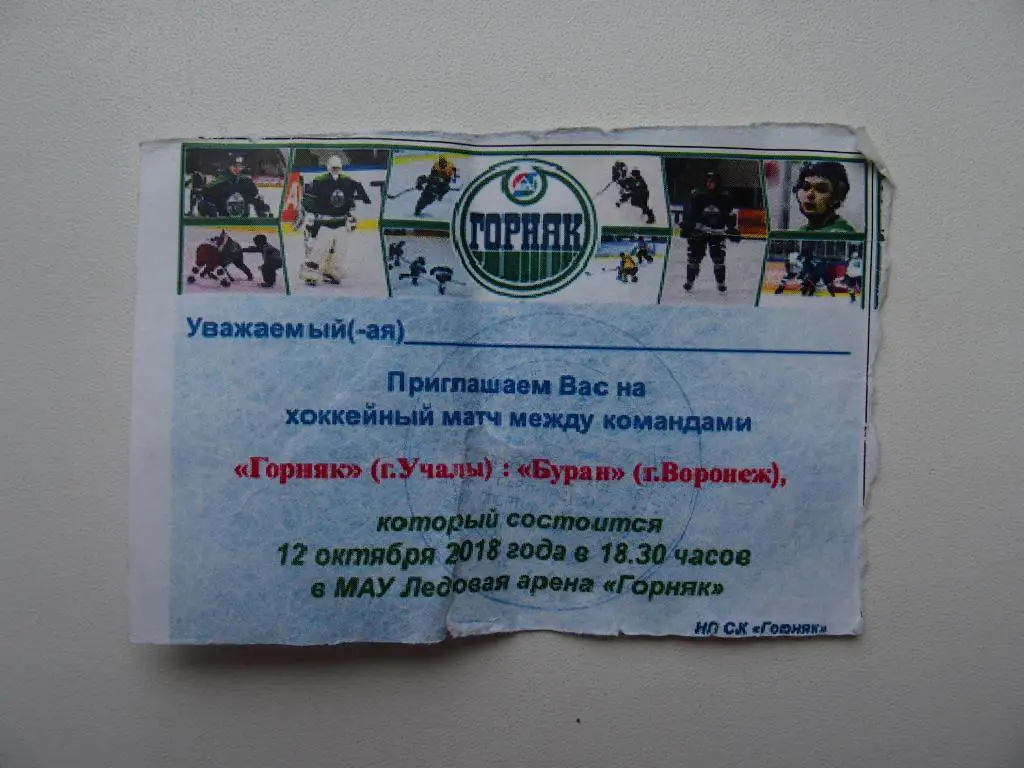 ГОРНЯК
Уважаемый(-ая)
Приглашаем Вас на
хоккейный матч между командами
«Горняк» (г.Учалы) : «Буран» (г.Воронеж),
который состоится
12 октября 2018 года в 18.30 часов
в МАУ Ледовая арена «Горняк»
НП СК «Горняк»